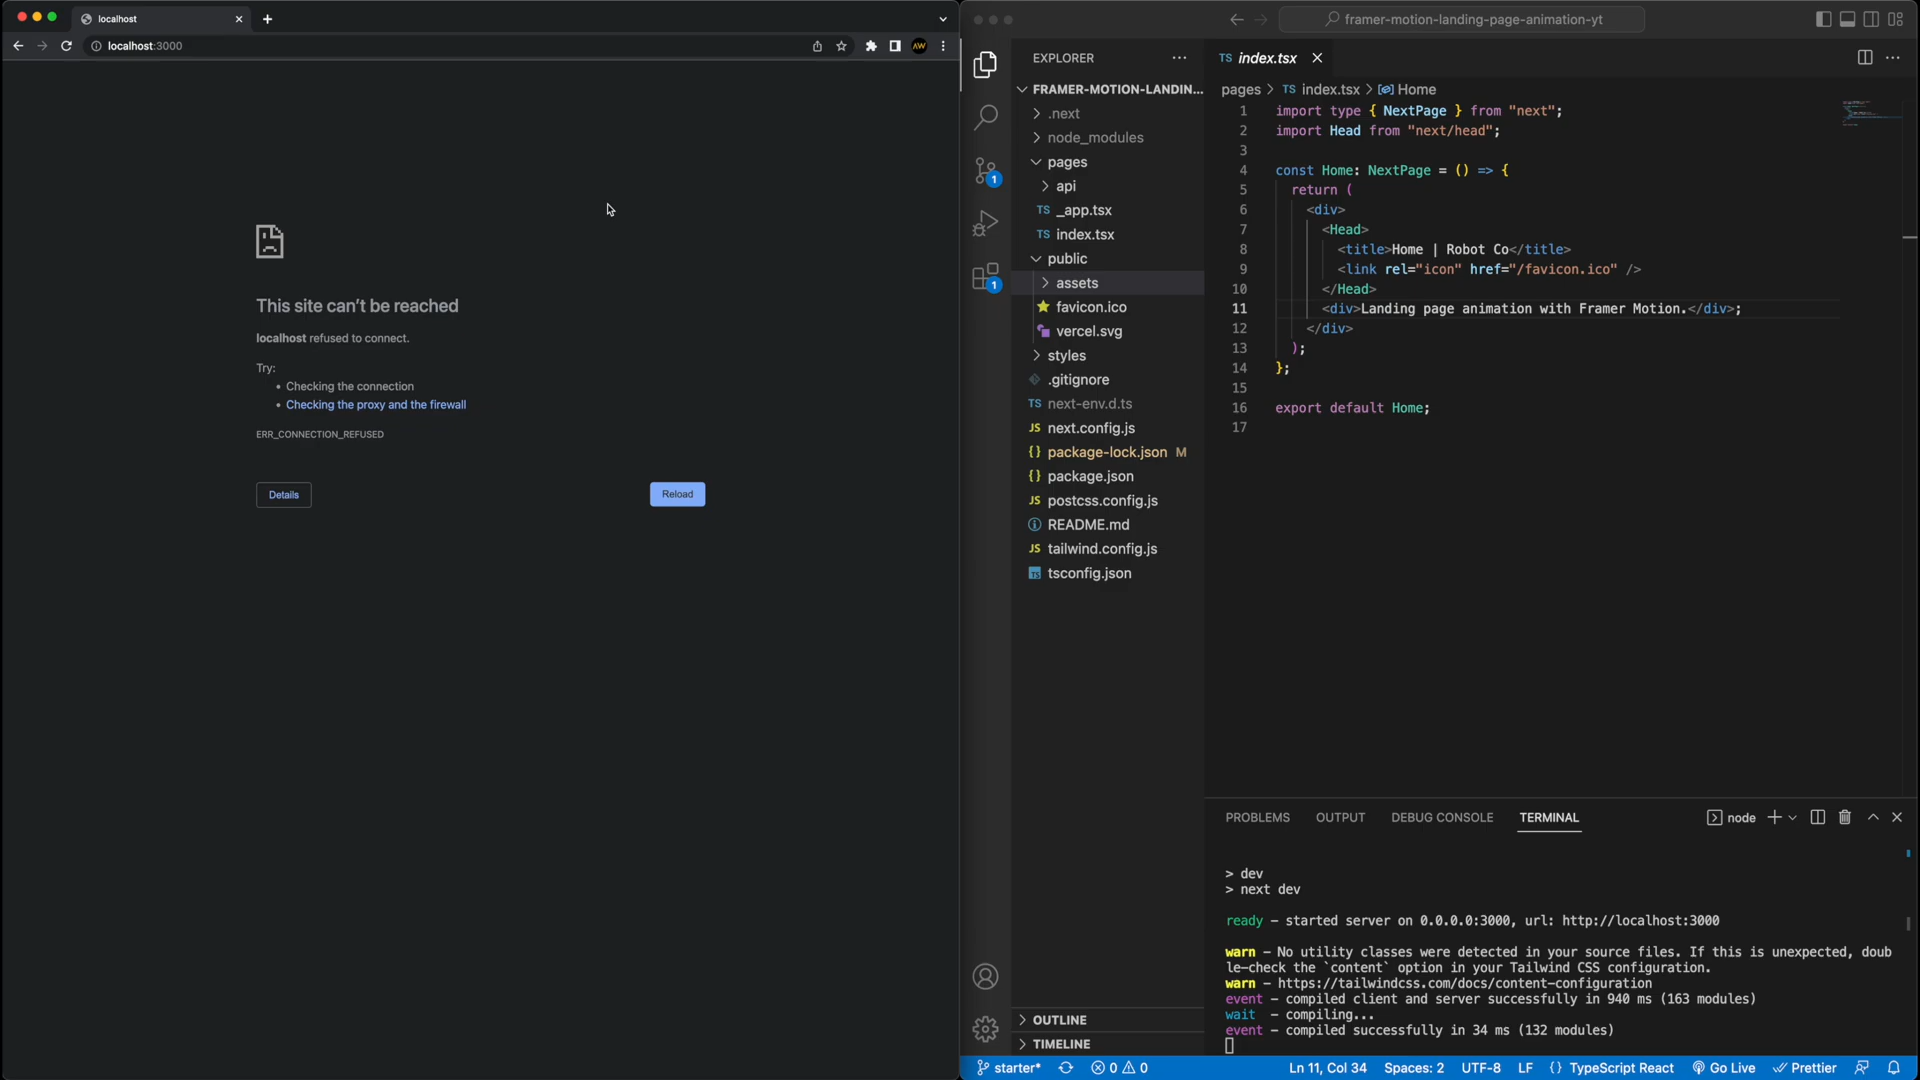 localhost
localhost:3000
AW
This site can't be reached
localhost refused to connect.
Try:
• Checking the connection
• Checking the proxy and the firewall
ERR_CONNECTION_REFUSED
Details
Reload
framer-motion-landing-page-animation-yt
EXPLORER
FRAMER-MOTION-LANDIN...
.next
node_modules
pages
api
TS _app.tsx
TS index.tsx
public
assets
favicon.ico
vercel.svg
styles
.gitignore
TS next-env.d.ts
JS next.config.js
{} package-lock.json M
{} package.json
JS postcss.config.js
README.md
JS tailwind.config.js
TS tsconfig.json
OUTLINE
TIMELINE
1
1
TS index.tsx
pages > TS index.tsx > Home
1 import type { NextPage } from "next";
2 import Head from "next/head";
3
4 const Home: NextPage = () => {
5 return (
6 <div>
7 <Head>
8 <title>Home | Robot Co</title>
9 <link rel="icon" href="/favicon.ico" />
10 </Head>
11 <div>Landing page animation with Framer Motion.</div>;
12 </div>
13 );
14 };
15
16 export default Home;
17
PROBLEMS OUTPUT DEBUG CONSOLE TERMINAL
node
> dev
> next dev
ready – started server on 0.0.0.0:3000, url: http://localhost:3000
warn – No utility classes were detected in your source files. If this is unexpected, doub
le-check the `content` option in your Tailwind CSS configuration.
warn – https://tailwindcss.com/docs/content-configuration
event – compiled client and server successfully in 940 ms (163 modules)
wait – compiling...
event – compiled successfully in 34 ms (132 modules)
starter* 0 0 Ln 11, Col 34 Spaces: 2 UTF-8 LF {} TypeScript React Go Live Prettier